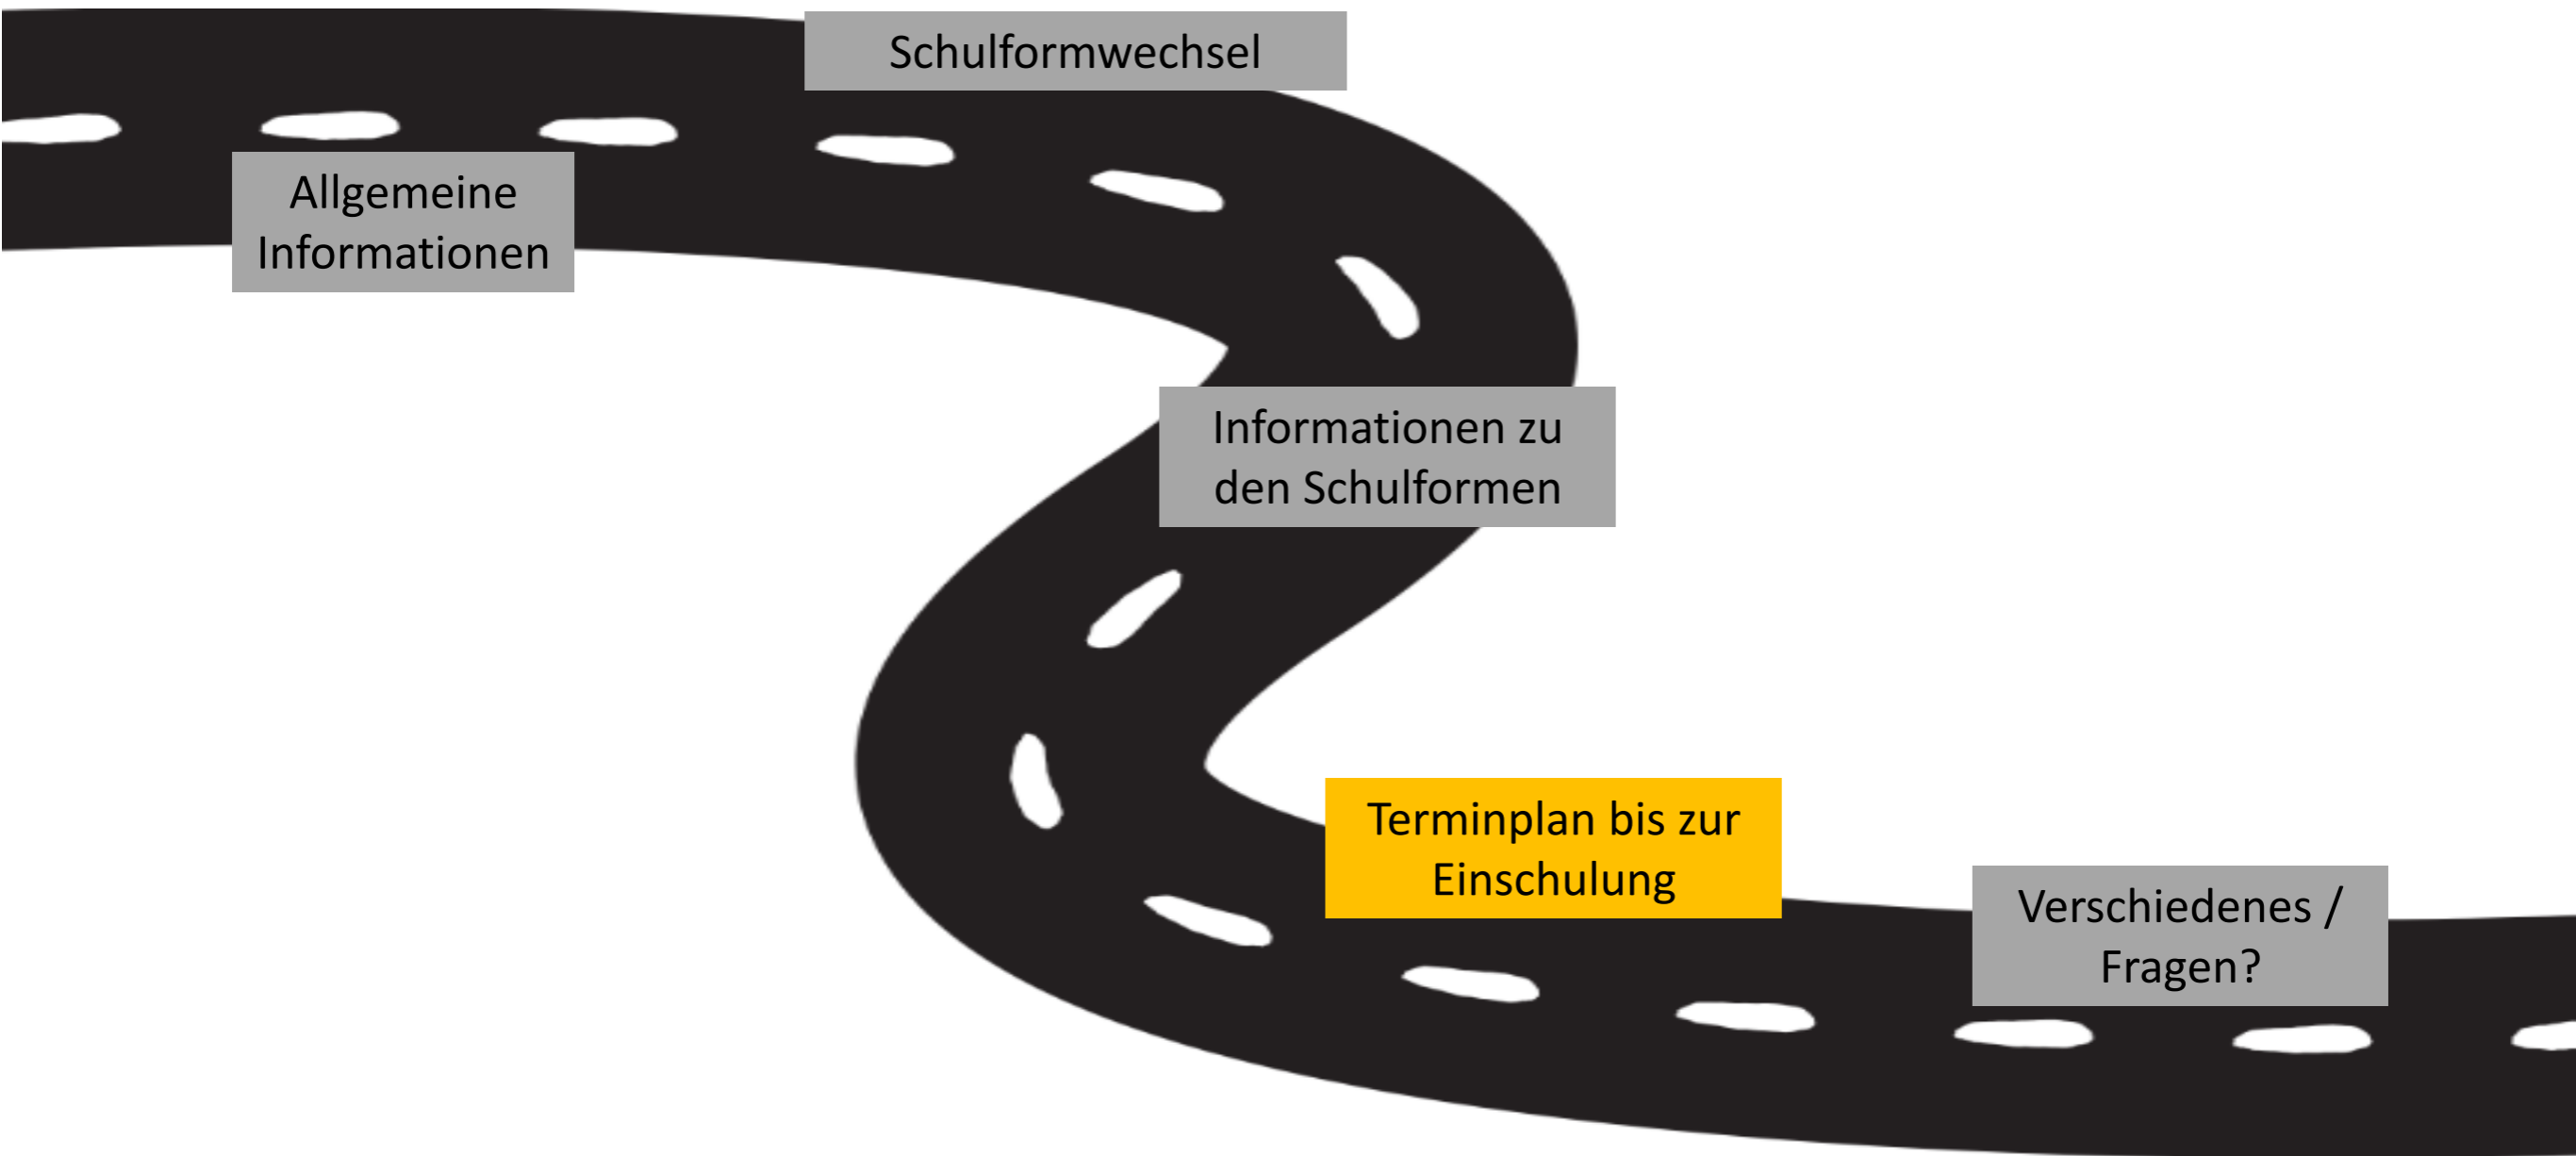 Schulformwechsel
Allgemeine
Informationen
Informationen zu
den Schulformen
Terminplan bis zur
Einschulung
Verschiedenes /
Fragen?